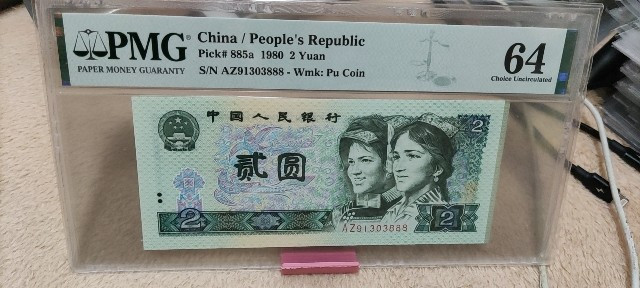 PMG
PAPER MONEY GUARANTY
China / People's Republic
Pick# 885a 1980 2 Yuan
S/N AZ91303888 - Wmk: Pu Coin
64
Choice Uncirculated
中国人民银行
2
贰圆
2
2
AZ91303888